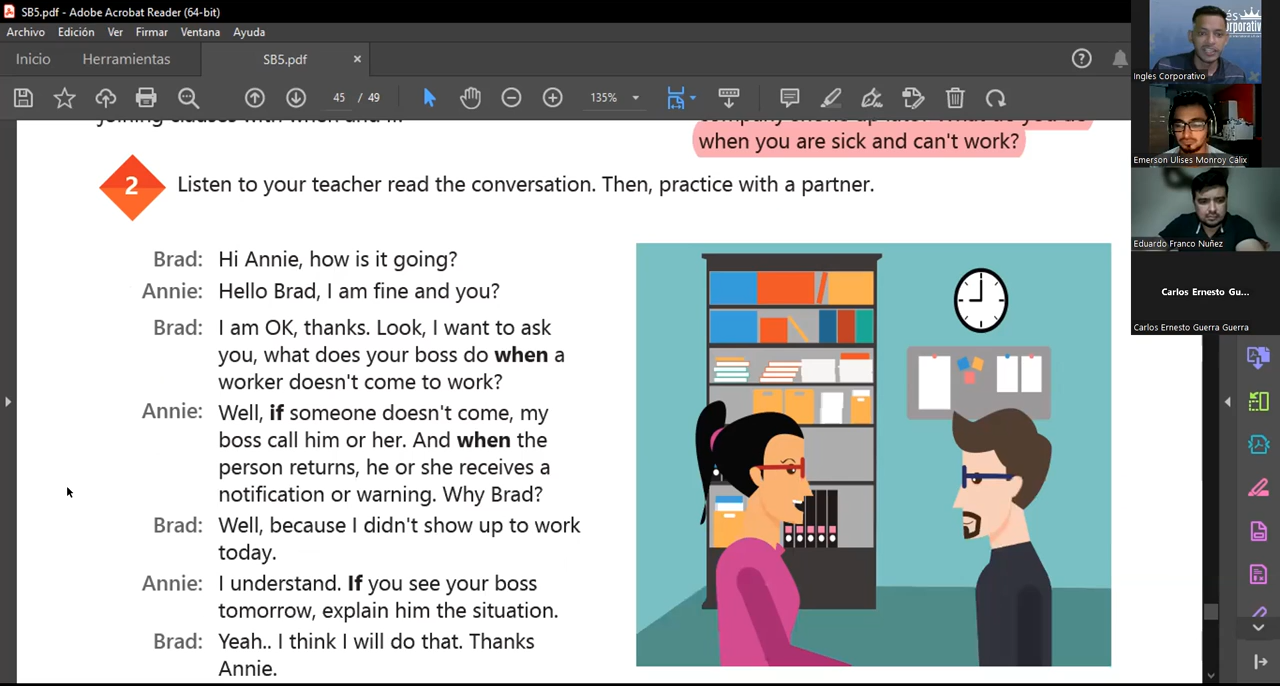 SB5.pdf - Adobe Acrobat Reader (64-bit)
Archivo Edición Ver Firmar Ventana Ayuda
Inicio Herramientas SB5.pdf ×
45 / 49 135%
when you are sick and can't work?
2 Listen to your teacher read the conversation. Then, practice with a partner.
Brad: Hi Annie, how is it going?
Annie: Hello Brad, I am fine and you?
Brad: I am OK, thanks. Look, I want to ask
you, what does your boss do when a
worker doesn't come to work?
Annie: Well, if someone doesn't come, my
boss call him or her. And when the
person returns, he or she receives a
notification or warning. Why Brad?
Brad: Well, because I didn't show up to work
today.
Annie: I understand. If you see your boss
tomorrow, explain him the situation.
Brad: Yeah.. I think I will do that. Thanks
Annie.
Ingles Corporativo
Emerson Ulises Monroy Cálix
Eduardo Franco Nuñez
Carlos Ernesto Gu...
Carlos Ernesto Guerra Guerra